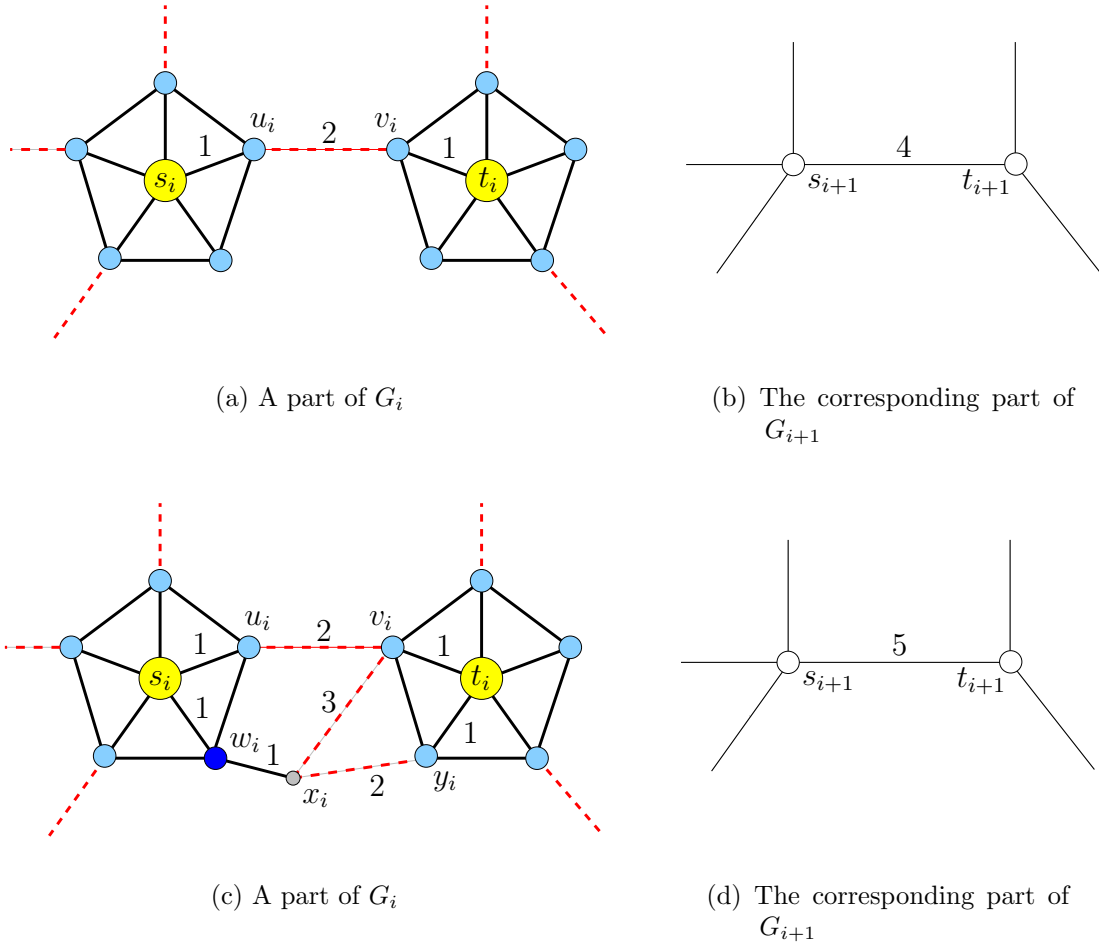 u_i 2 v_i
1 1
s_i t_i
4
s_{i+1} t_{i+1}
(a) A part of G_i
(b) The corresponding part of
G_{i+1}
u_i 2 v_i
1 1
s_i t_i
1 3
w_i 1 1
x_i 2 y_i
5
s_{i+1} t_{i+1}
(c) A part of G_i
(d) The corresponding part of
G_{i+1}